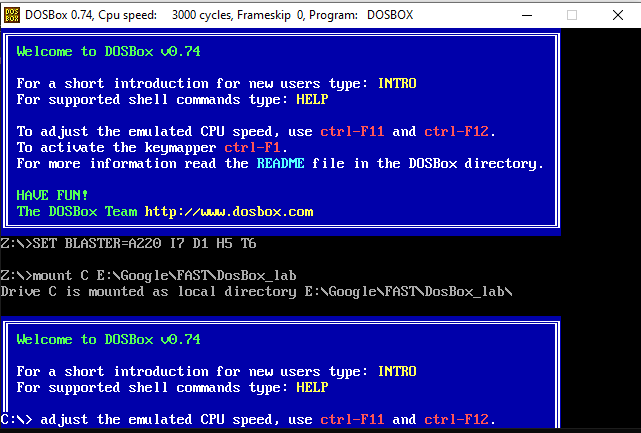 DOS
BOX
DOSBox 0.74, Cpu speed: 3000 cycles, Frameskip 0, Program: DOSBOX
Welcome to DOSBox v0.74
For a short introduction for new users type: INTRO
For supported shell commands type: HELP
To adjust the emulated CPU speed, use ctrl-F11 and ctrl-F12.
To activate the keymapper ctrl-F1.
For more information read the README file in the DOSBox directory.
HAVE FUN!
The DOSBox Team http://www.dosbox.com
Z:\>SET BLASTER=A220 I7 D1 H5 T6
Z:\>mount C E:\Google\FAST\DosBox_lab
Drive C is mounted as local directory E:\Google\FAST\DosBox_lab\
Welcome to DOSBox v0.74
For a short introduction for new users type: INTRO
For supported shell commands type: HELP
C:\> adjust the emulated CPU speed, use ctrl-F11 and ctrl-F12.